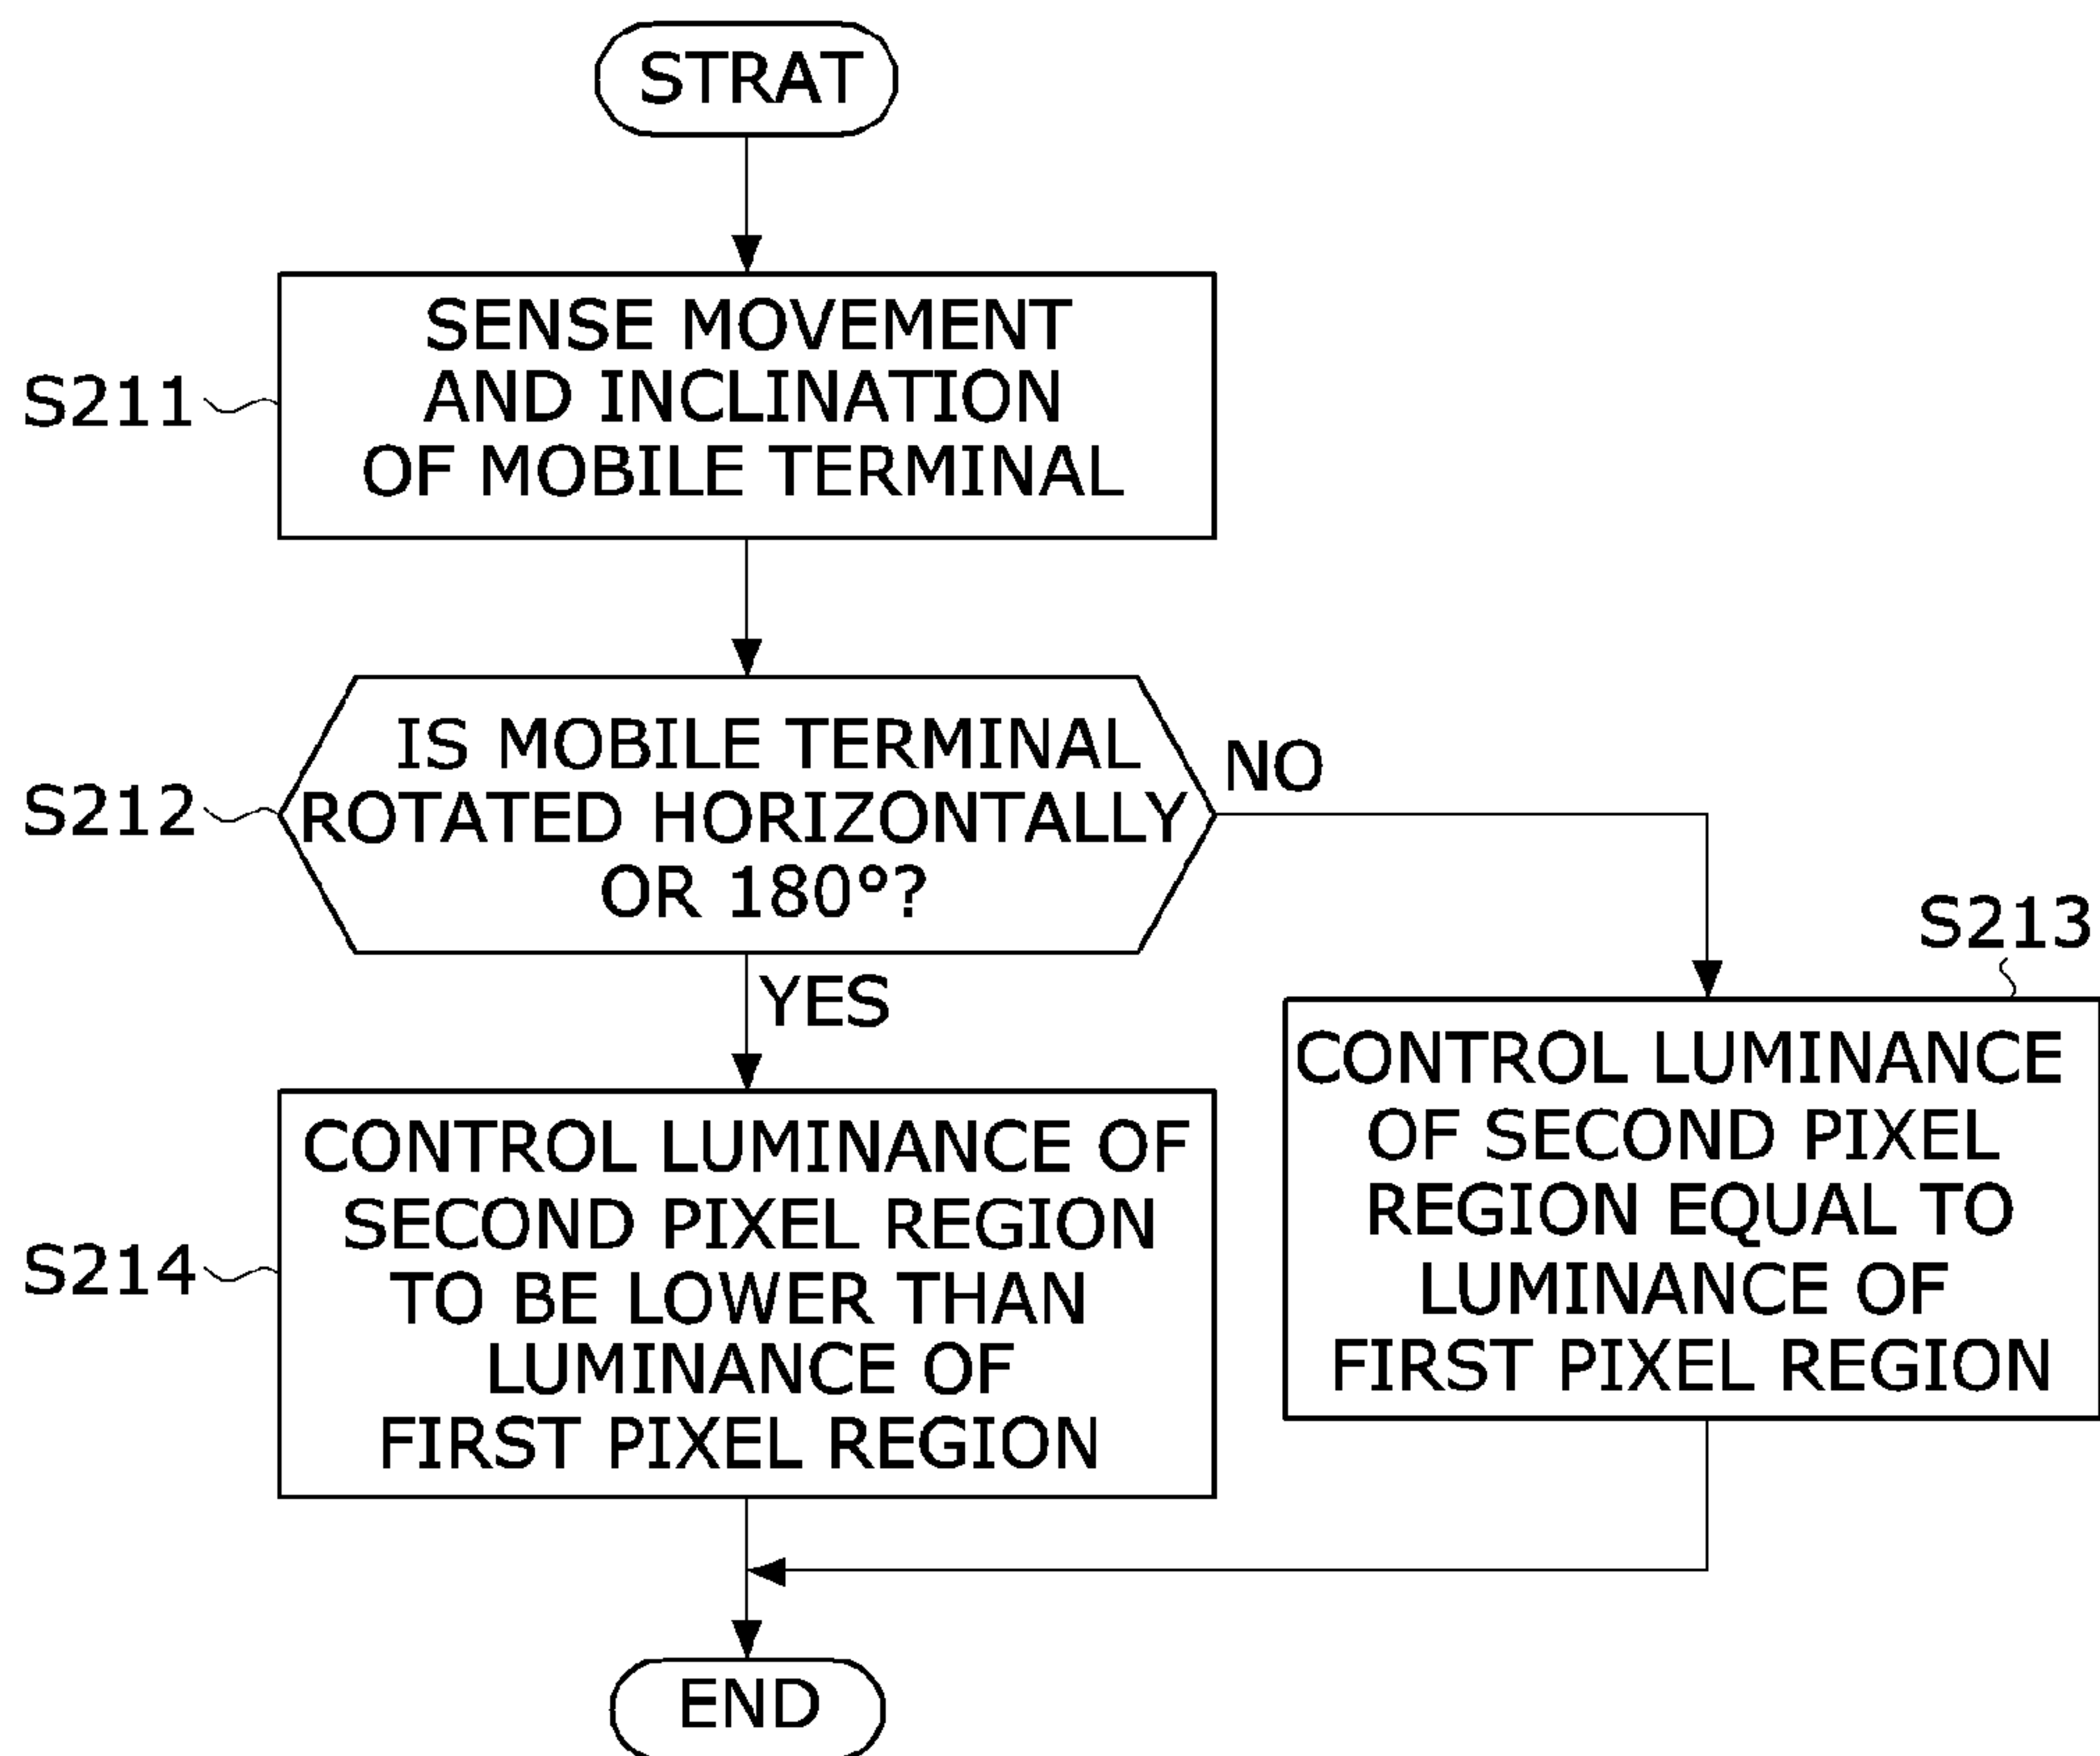 STRAT
S211
SENSE MOVEMENT
AND INCLINATION
OF MOBILE TERMINAL
S212
IS MOBILE TERMINAL
ROTATED HORIZONTALLY
OR 180°?
NO
YES
S213
CONTROL LUMINANCE
OF SECOND PIXEL
REGION EQUAL TO
LUMINANCE OF
FIRST PIXEL REGION
S214
CONTROL LUMINANCE OF
SECOND PIXEL REGION
TO BE LOWER THAN
LUMINANCE OF
FIRST PIXEL REGION
END